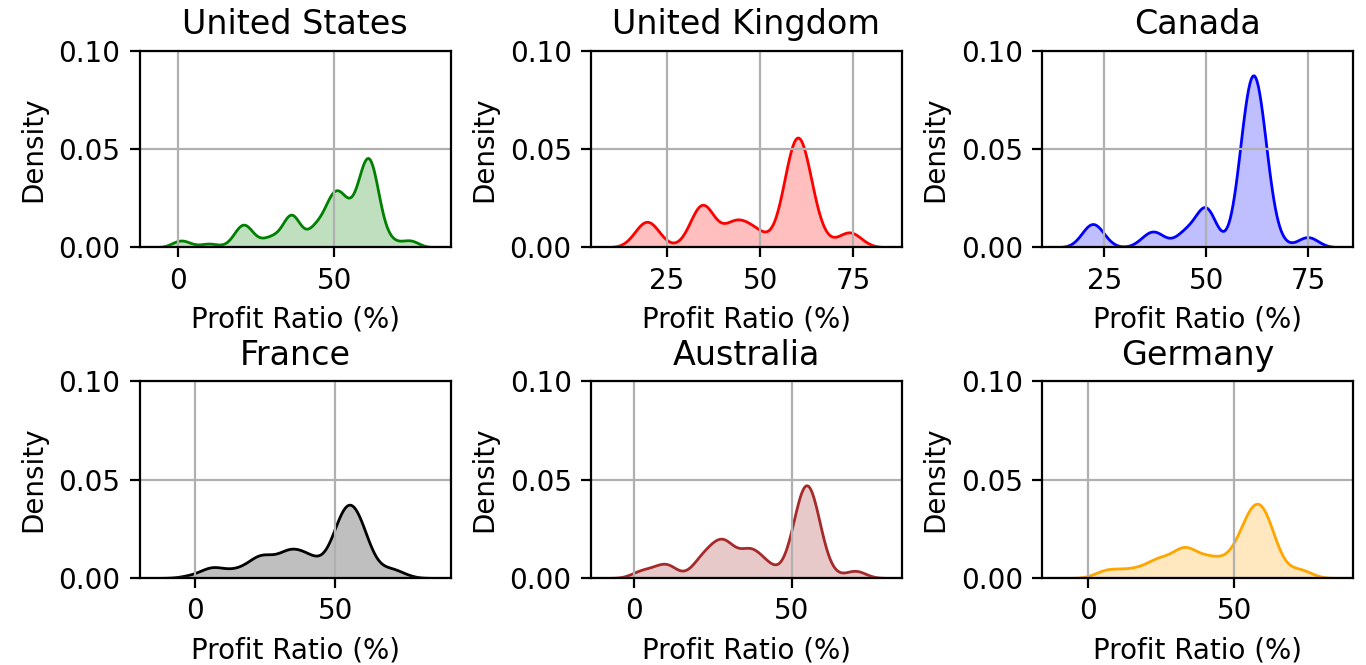 United States
0.10
0.05
0.00
Density
0 50
Profit Ratio (%)
United Kingdom
0.10
0.05
0.00
Density
25 50 75
Profit Ratio (%)
Canada
0.10
0.05
0.00
Density
25 50 75
Profit Ratio (%)
France
0.10
0.05
0.00
Density
0 50
Profit Ratio (%)
Australia
0.10
0.05
0.00
Density
0 50
Profit Ratio (%)
Germany
0.10
0.05
0.00
Density
0 50
Profit Ratio (%)